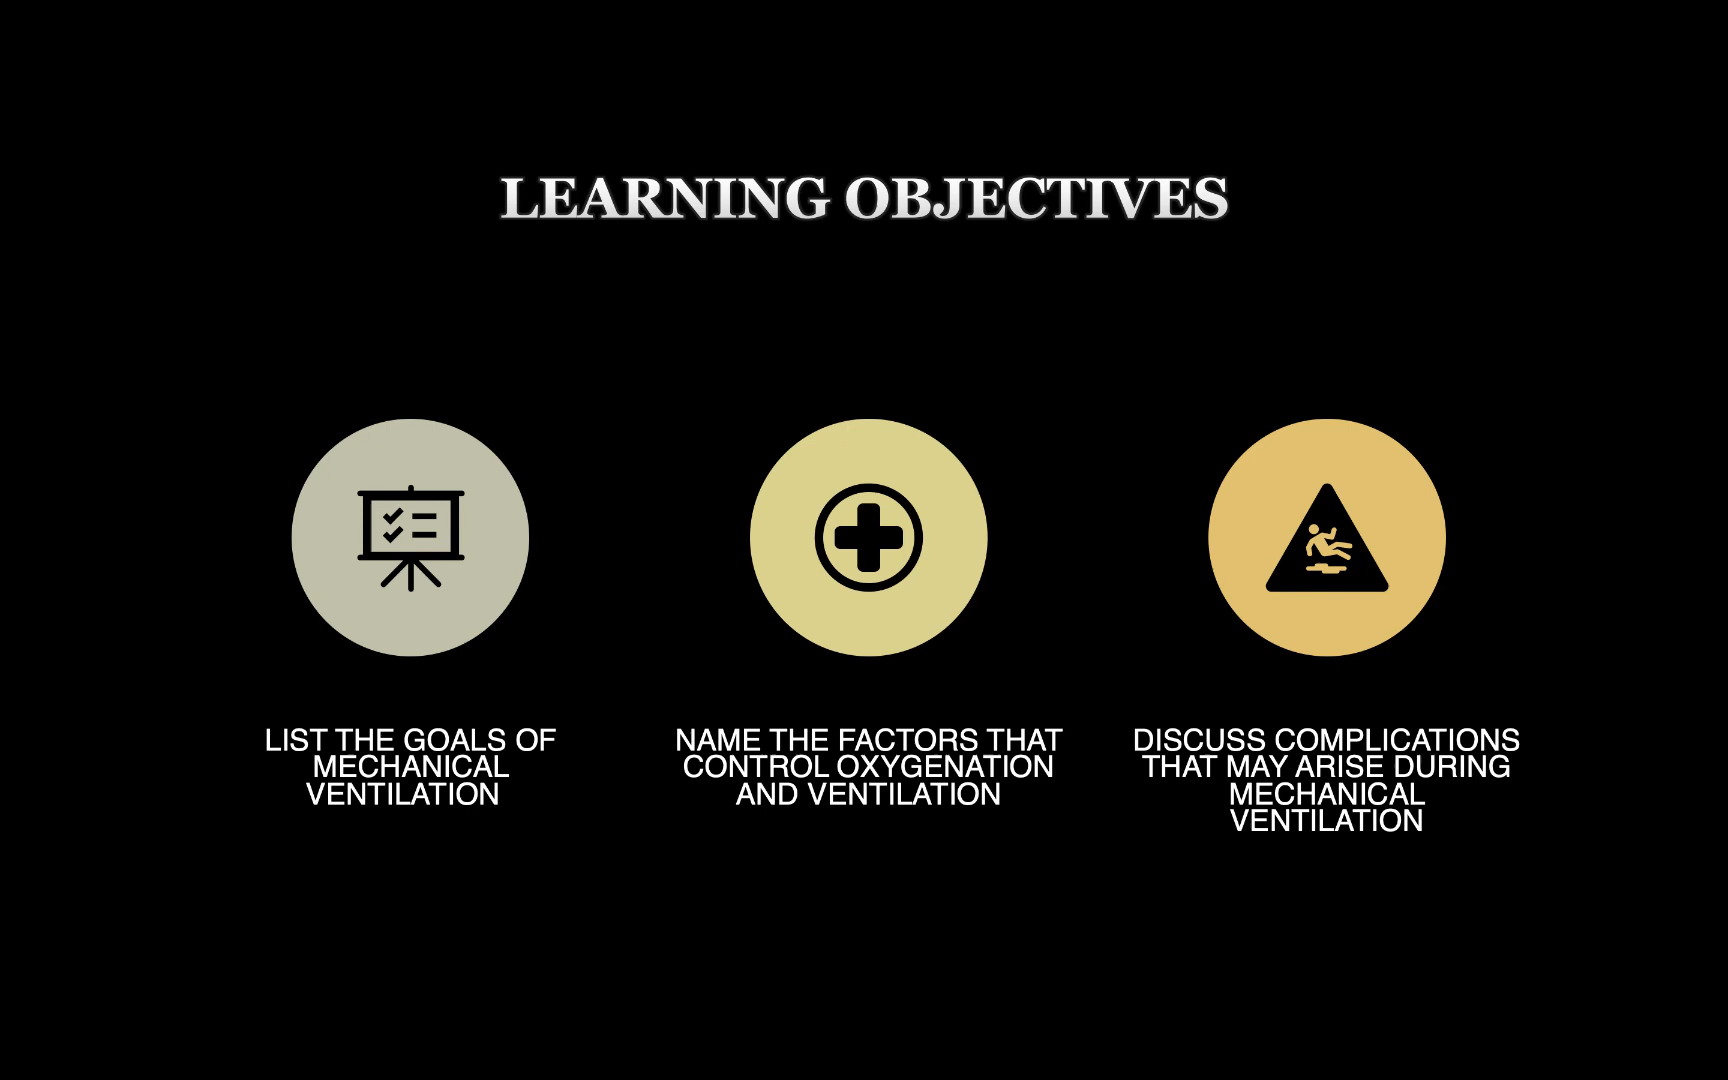 LEARNING OBJECTIVES
LIST THE GOALS OF
MECHANICAL
VENTILATION
NAME THE FACTORS THAT
CONTROL OXYGENATION
AND VENTILATION
DISCUSS COMPLICATIONS
THAT MAY ARISE DURING
MECHANICAL
VENTILATION